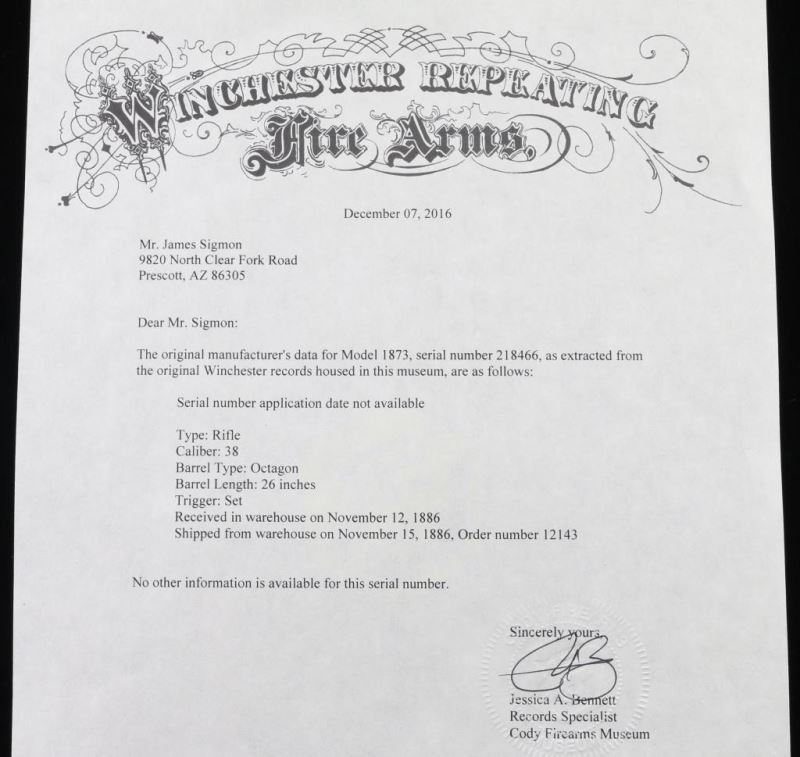 WINCHESTER REPEATING
Fire Arms.
December 07, 2016
Mr. James Sigmon
9820 North Clear Fork Road
Prescott, AZ 86305
Dear Mr. Sigmon:
The original manufacturer's data for Model 1873, serial number 218466, as extracted from
the original Winchester records housed in this museum, are as follows:
Serial number application date not available
Type: Rifle
Caliber: 38
Barrel Type: Octagon
Barrel Length: 26 inches
Trigger: Set
Received in warehouse on November 12, 1886
Shipped from warehouse on November 15, 1886, Order number 12143
No other information is available for this serial number.
Sincerely yours,
Jessica A. Bennett
Records Specialist
Cody Firearms Museum